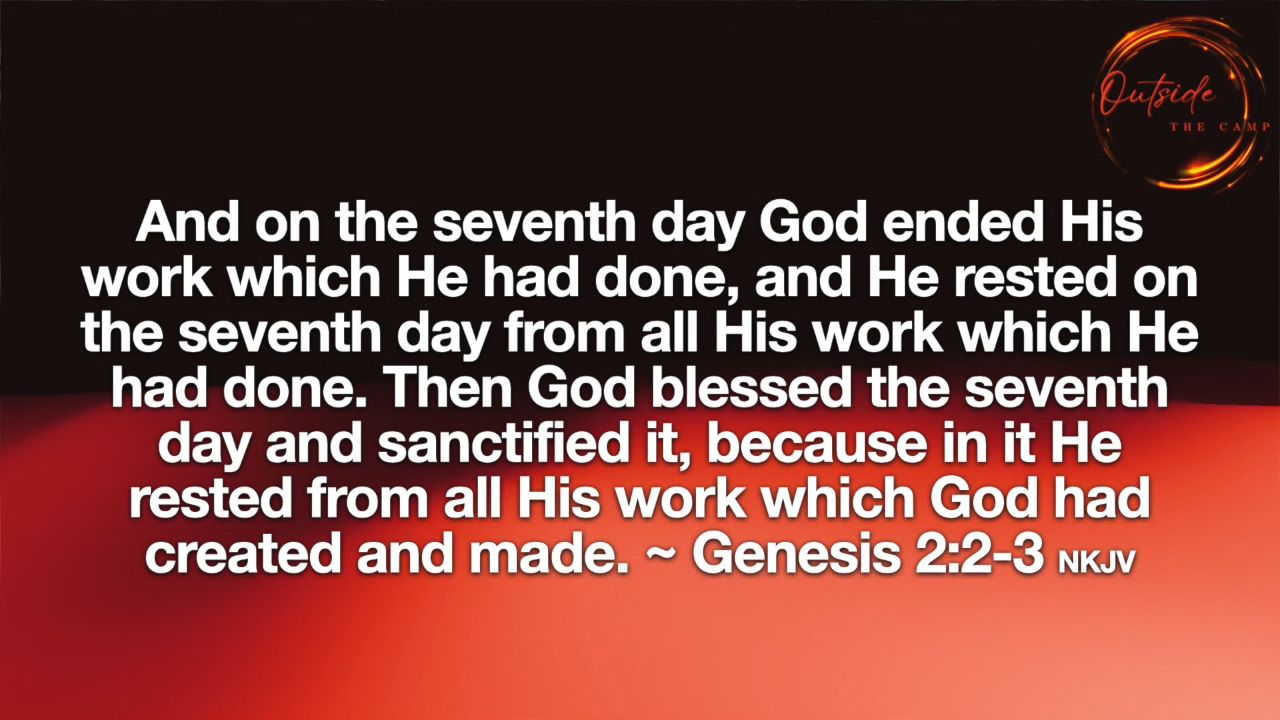 Outside
THE CAMP
And on the seventh day God ended His
work which He had done, and He rested on
the seventh day from all His work which He
had done. Then God blessed the seventh
day and sanctified it, because in it He
rested from all His work which God had
created and made. ~ Genesis 2:2-3 NKJV